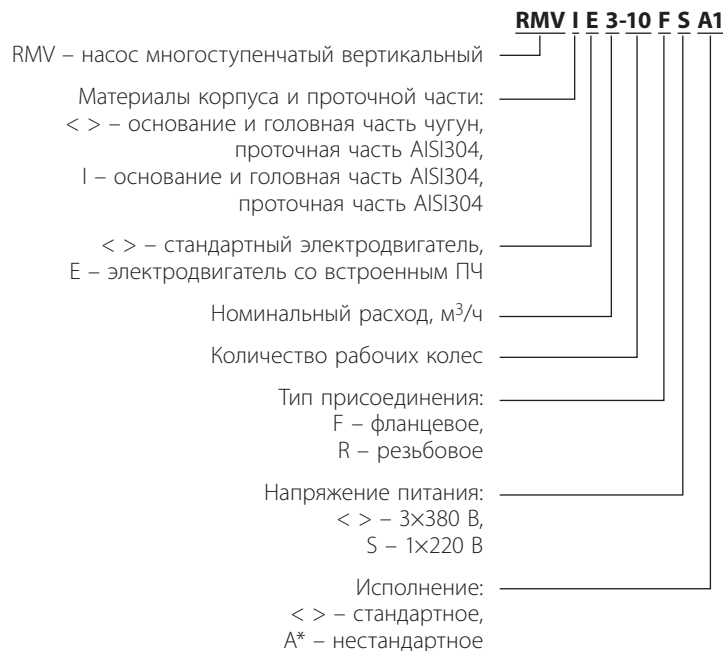 RMV I E 3-10 F S A1
RMV – насос многоступенчатый вертикальный
Материалы корпуса и проточной части:
< > – основание и головная часть чугун,
проточная часть AISI304,
I – основание и головная часть AISI304,
проточная часть AISI304
< > – стандартный электродвигатель,
E – электродвигатель со встроенным ПЧ
Номинальный расход, м³/ч
Количество рабочих колес
Тип присоединения:
F – фланцевое,
R – резьбовое
Напряжение питания:
< > – 3×380 В,
S – 1×220 В
Исполнение:
< > – стандартное,
A* – нестандартное